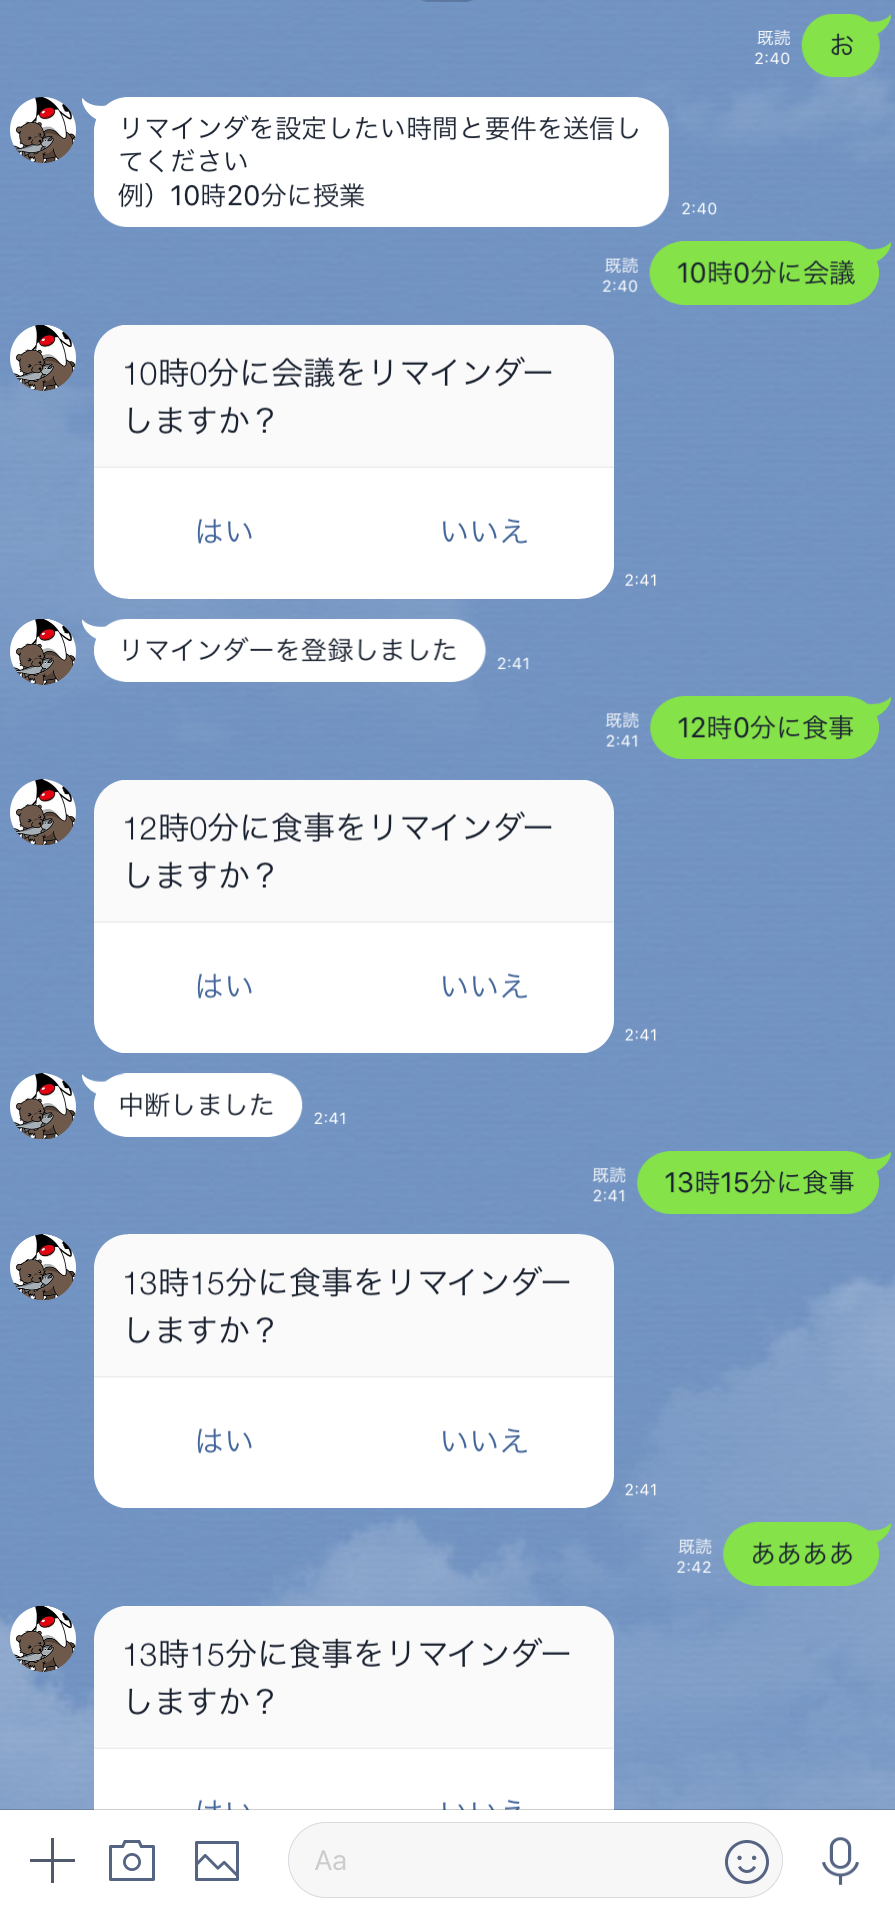 お
既読
2:40
リマインダを設定したい時間と要件を送信し
てください
例）10時20分に授業
2:40
10時0分に会議
既読
2:40
10時0分に会議をリマインダー
しますか？
はい いいえ
2:41
リマインダーを登録しました
2:41
12時0分に食事
既読
2:41
12時0分に食事をリマインダー
しますか？
はい いいえ
2:41
中断しました
2:41
13時15分に食事
既読
2:41
13時15分に食事をリマインダー
しますか？
はい いいえ
2:41
ああああ
既読
2:42
13時15分に食事をリマインダー
しますか？
はい いいえ
Aa